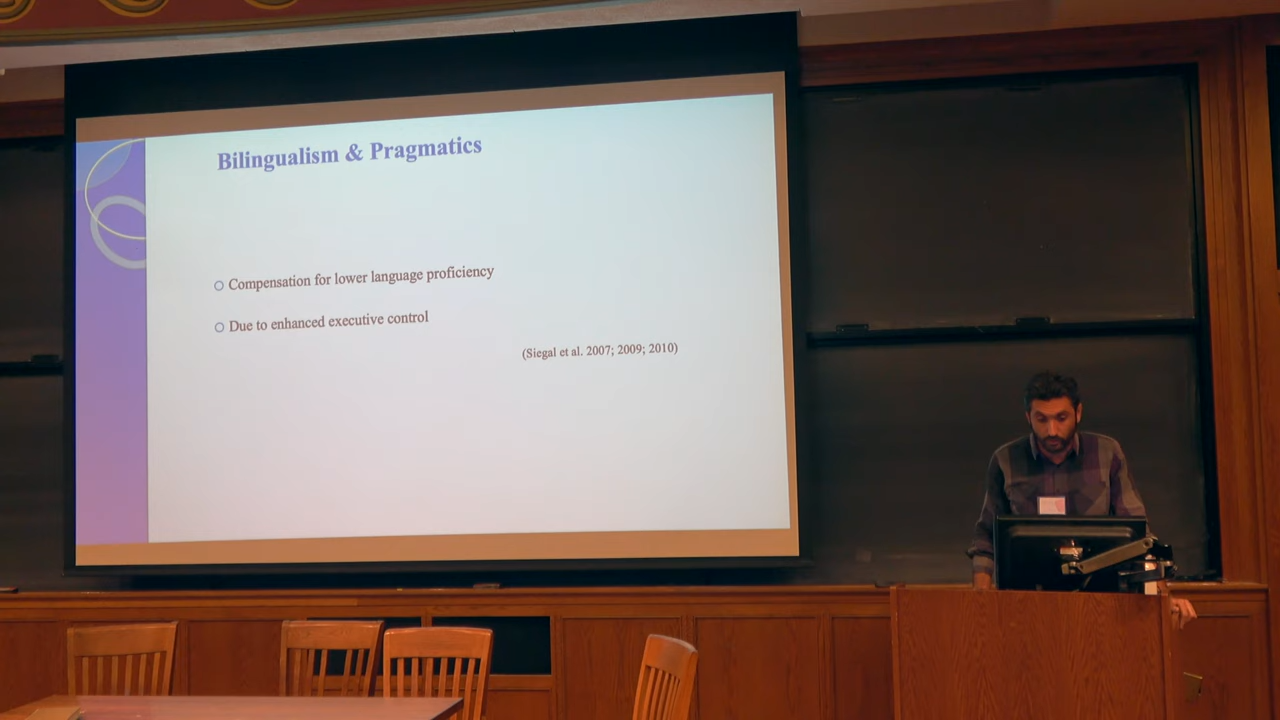 Bilingualism & Pragmatics
Compensation for lower language proficiency
Due to enhanced executive control
(Siegal et al. 2007; 2009; 2010)